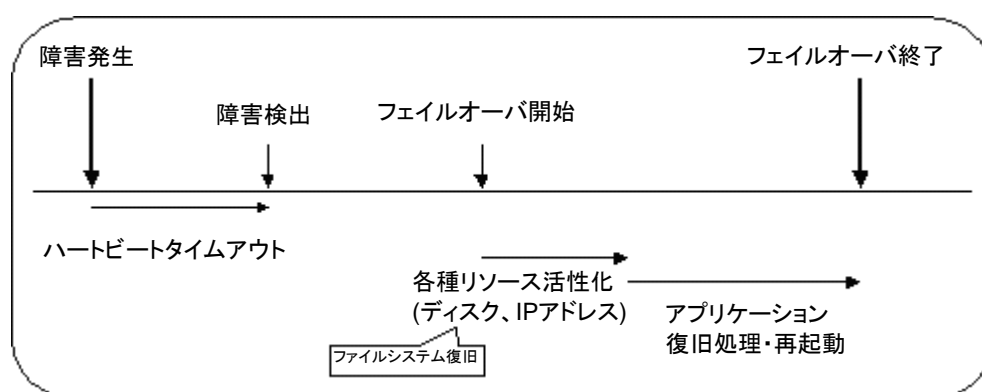 障害発生
フェイルオーバ終了
障害検出
フェイルオーバ開始
ハートビートタイムアウト
各種リソース活性化
(ディスク、IPアドレス)
アプリケーション
復旧処理・再起動
ファイルシステム復旧